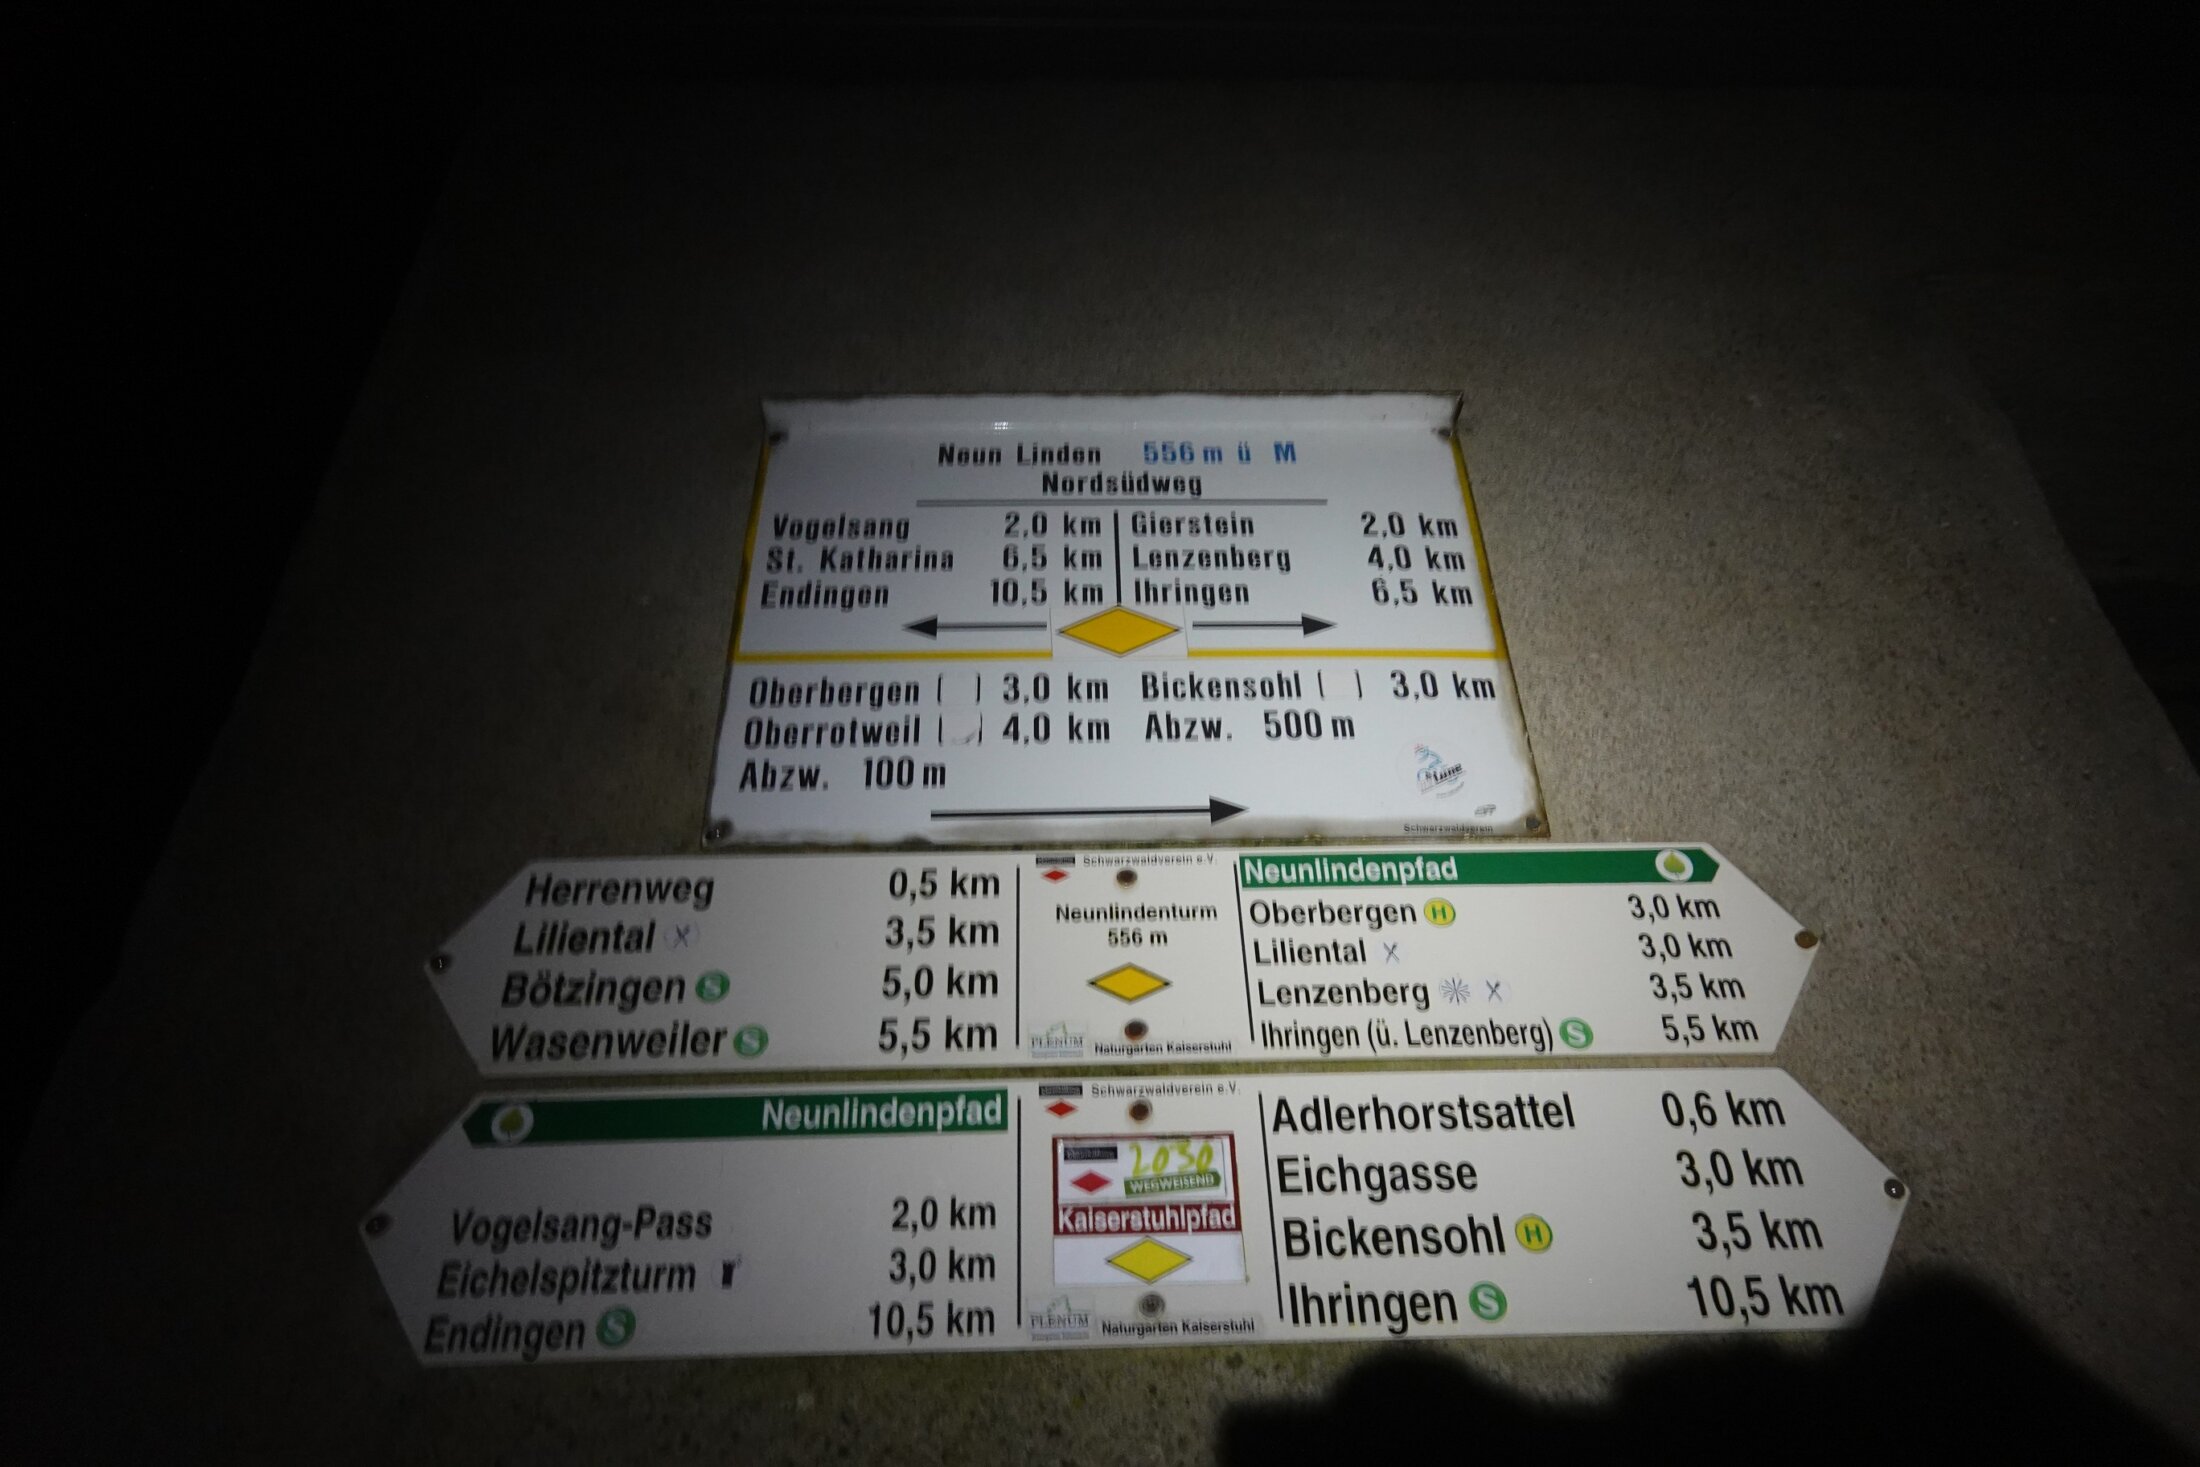 Neun Linden 556 m ü M
Nordsüdweg
Vogelsang 2,0 km Gierstein 2,0 km
St. Katharina 6,5 km Lenzenberg 4,0 km
Endingen 10,5 km Ihringen 6,5 km
Oberbergen ( ) 3,0 km Bickensohl ( ) 3,0 km
Oberrotweil ( ) 4,0 km Abzw. 500 m
Abzw. 100 m
Schwarzwaldverein
Herrenweg 0,5 km
Liliental 3,5 km
Bötzingen S 5,0 km
Wasenweiler S 5,5 km
Schwarzwaldverein e.V.
Neunlindenturm
556 m
PLENUM
Naturgarten Kaiserstuhl
Neunlindenpfad
Oberbergen H 3,0 km
Liliental 3,0 km
Lenzenberg 3,5 km
Ihringen (ü. Lenzenberg) S 5,5 km
Neunlindenpfad
Vogelsang-Pass 2,0 km
Eichelspitzturm 3,0 km
Endingen S 10,5 km
Schwarzwaldverein e.V.
2030
WEGWEISEND
Kaiserstuhlpfad
PLENUM
Naturgarten Kaiserstuhl
Adlerhorstsattel 0,6 km
Eichgasse 3,0 km
Bickensohl H 3,5 km
Ihringen S 10,5 km